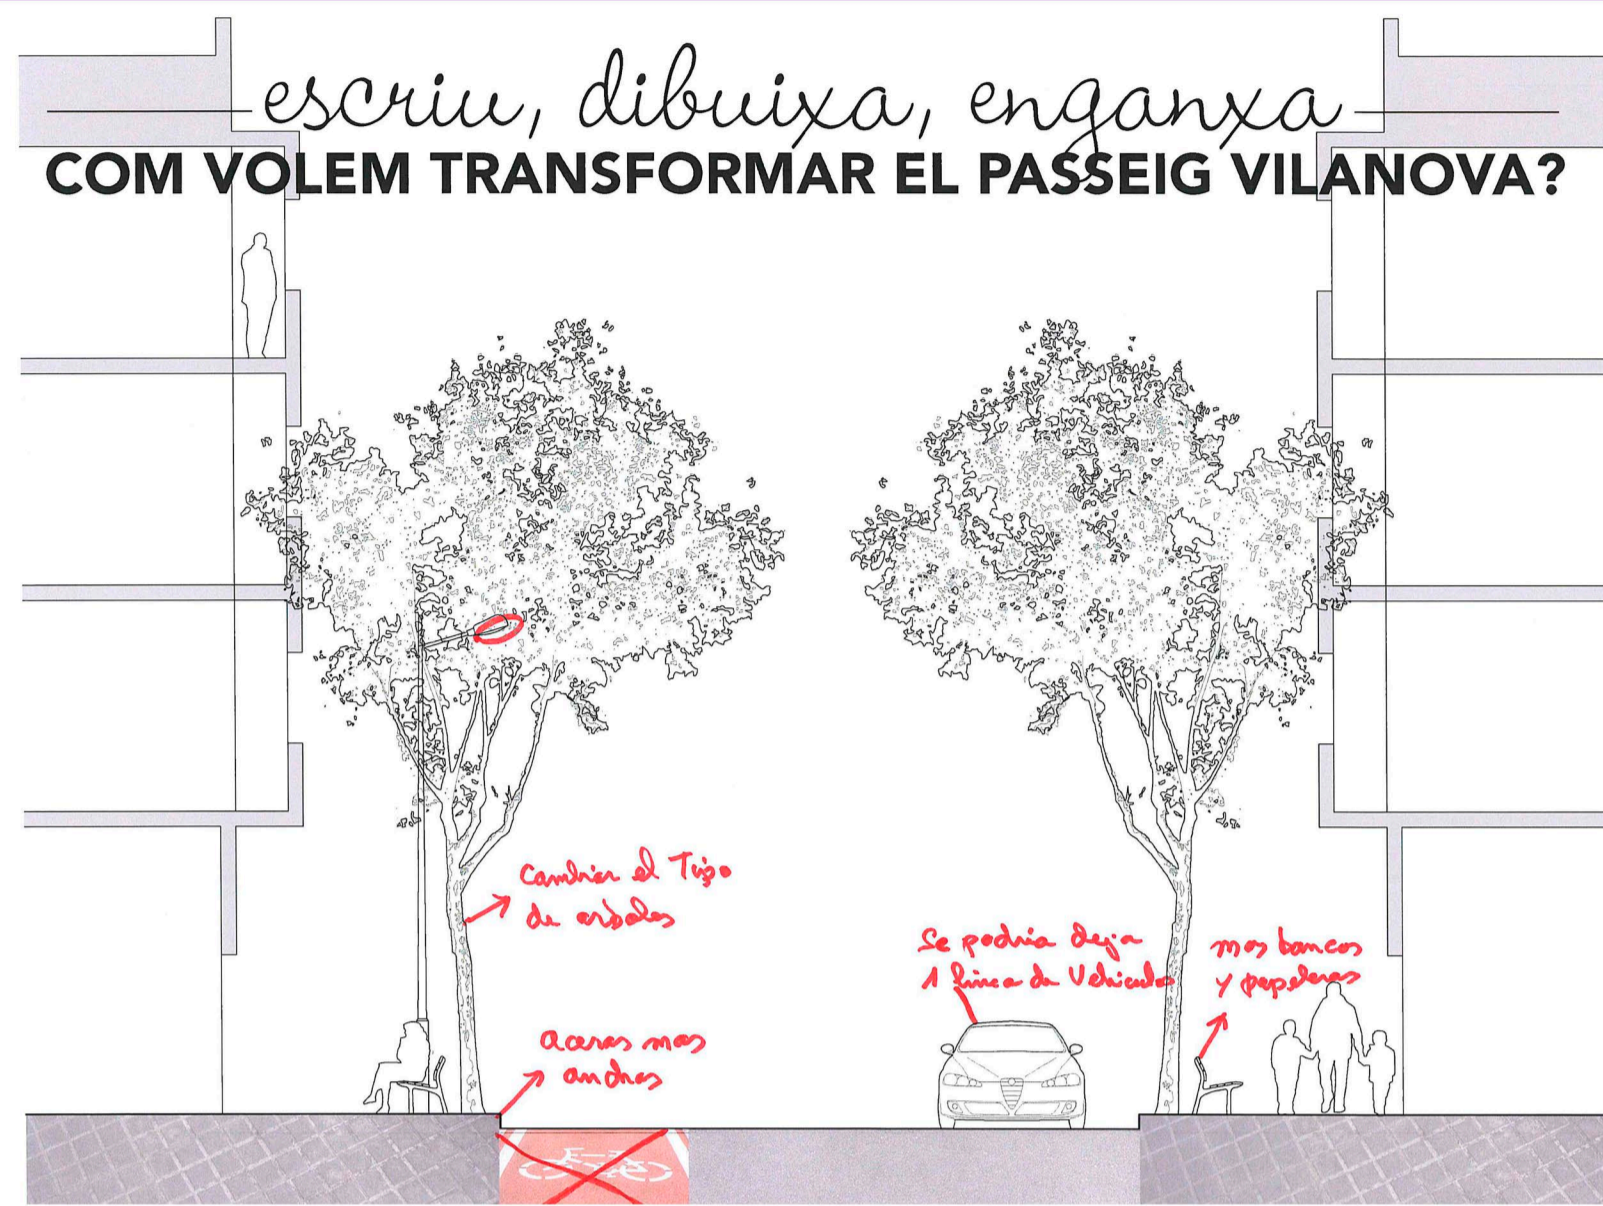 escriu, dibuixa, enganxa
COM VOLEM TRANSFORMAR EL PASSEIG VILANOVA?
Cambiar el Tipo
de arboles
Se podria deja
1 linea de Vehiculos
mas bancos
y papeleras
aceras mas
anchas